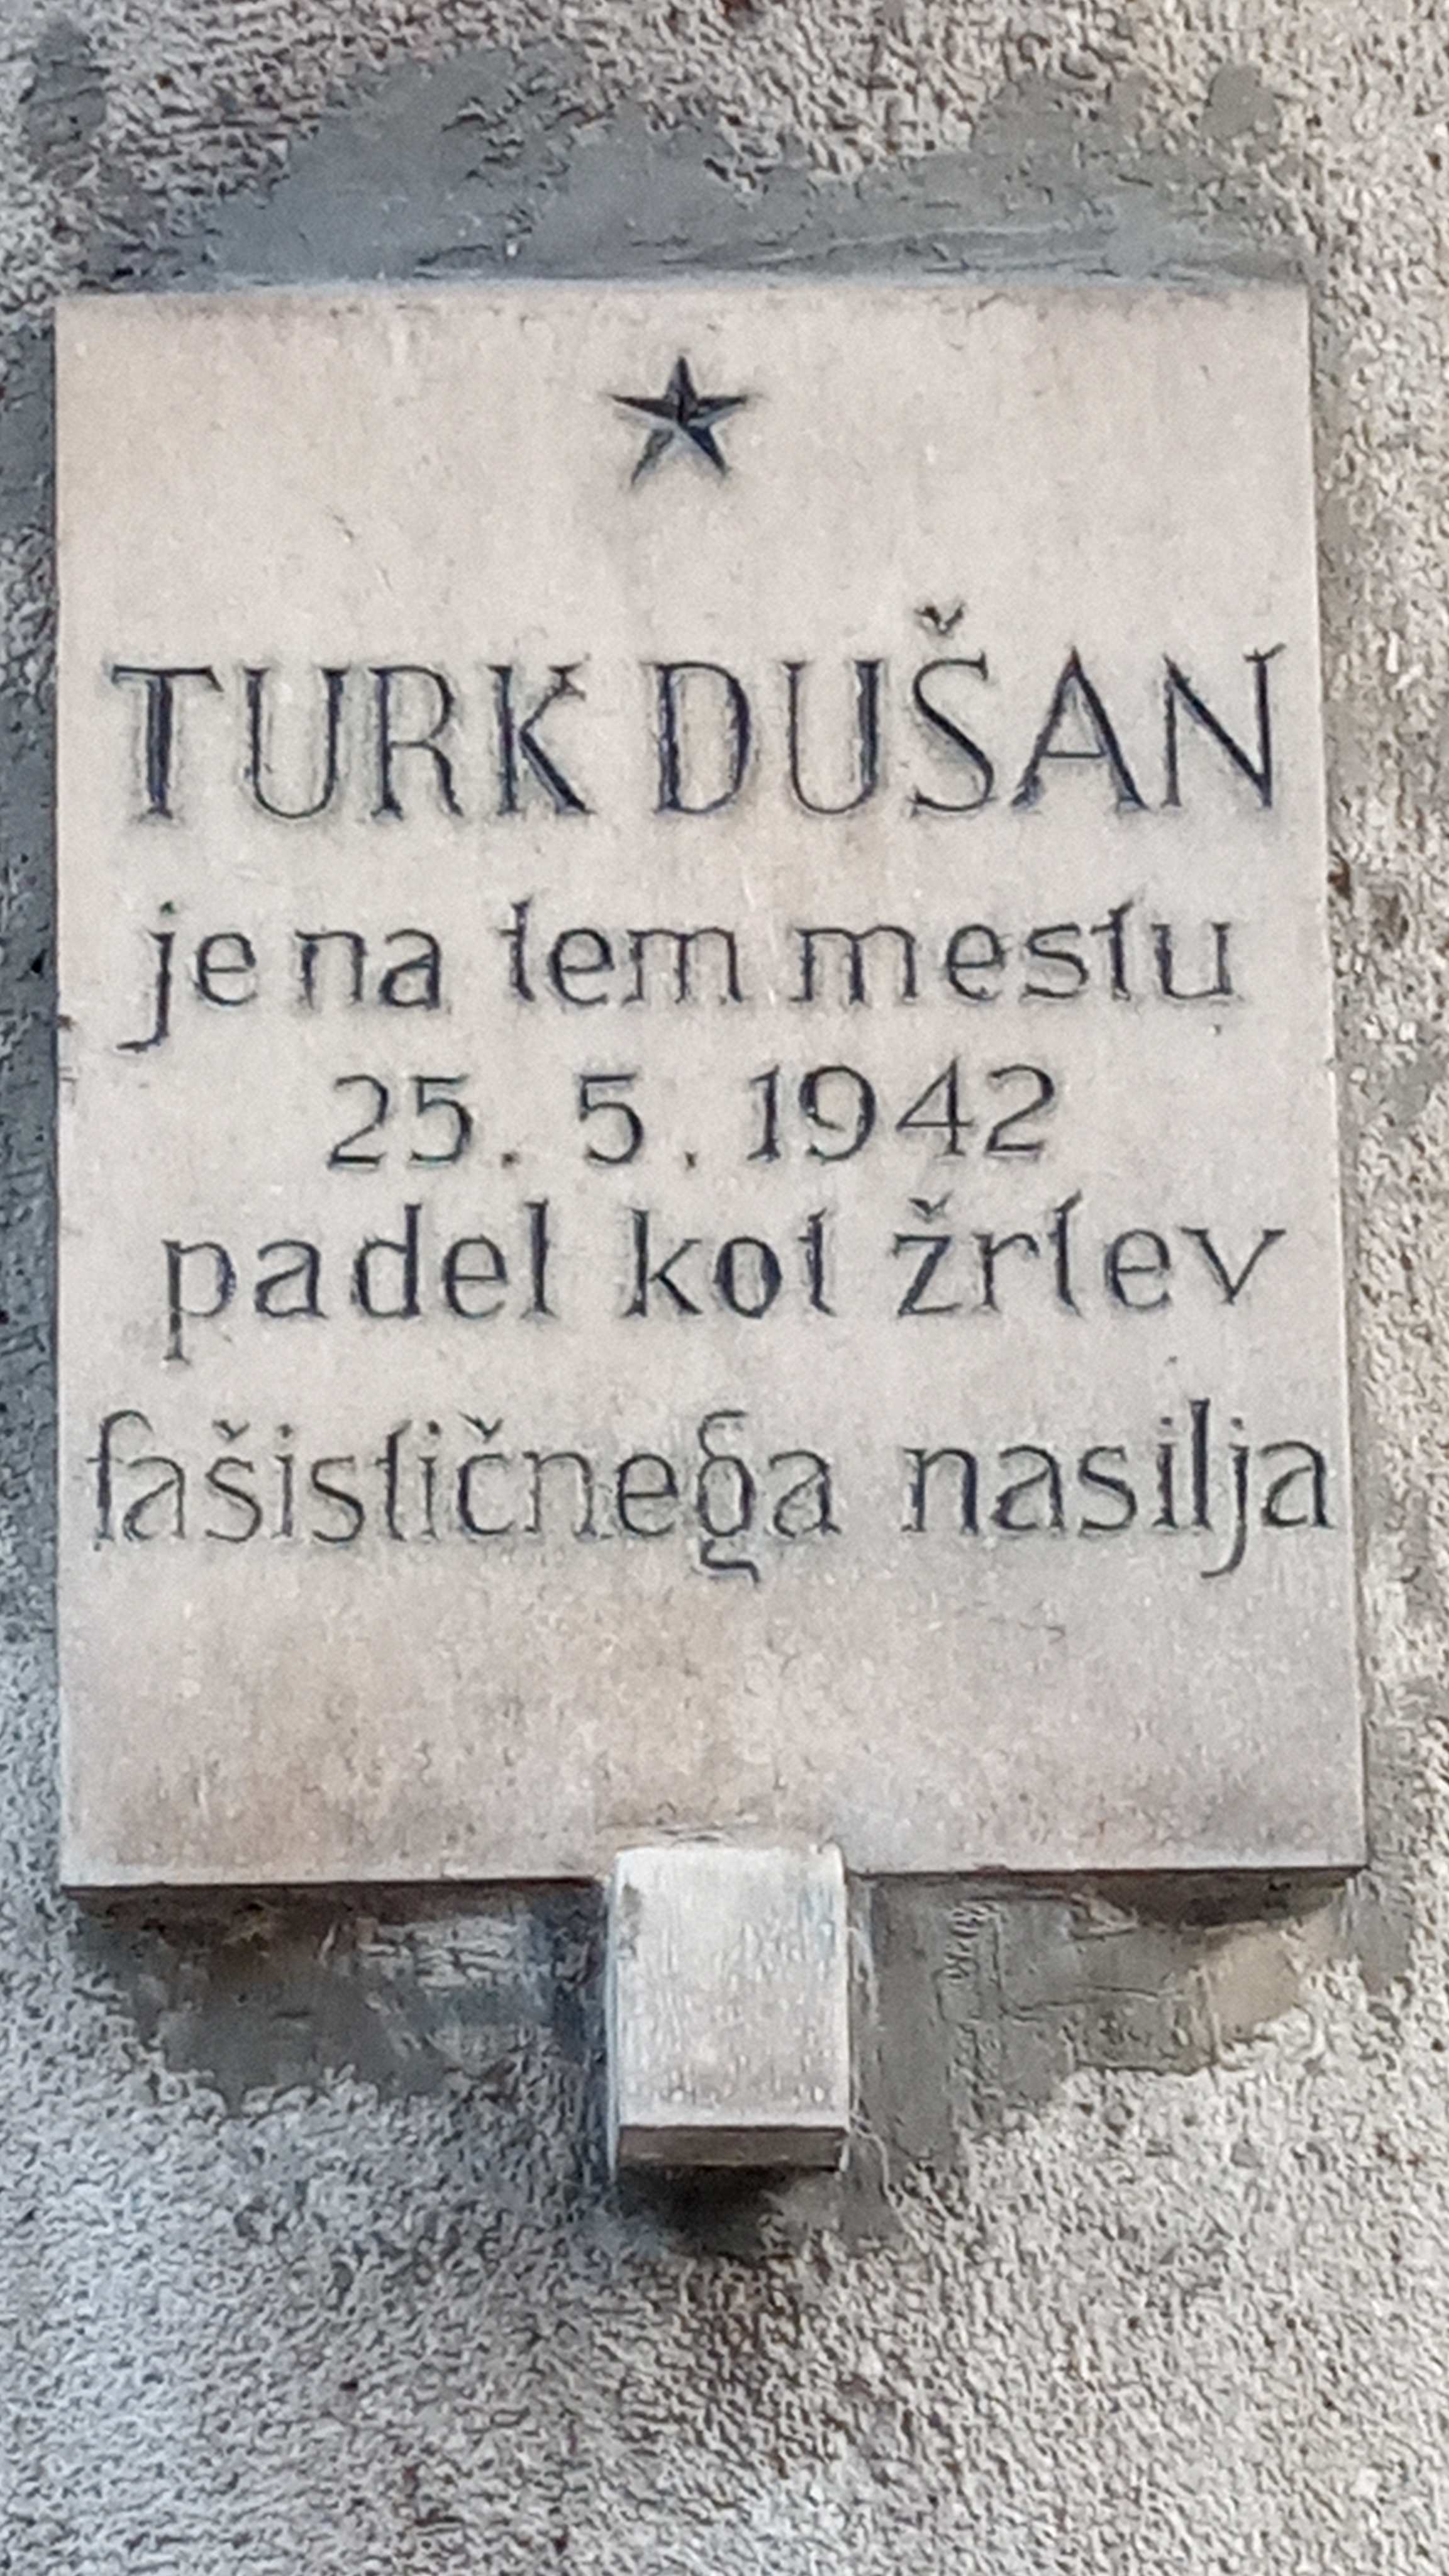 TURK DUŠAN
je na tem mestu
25. 5. 1942
padel kot žrtev
fašističnega nasilja